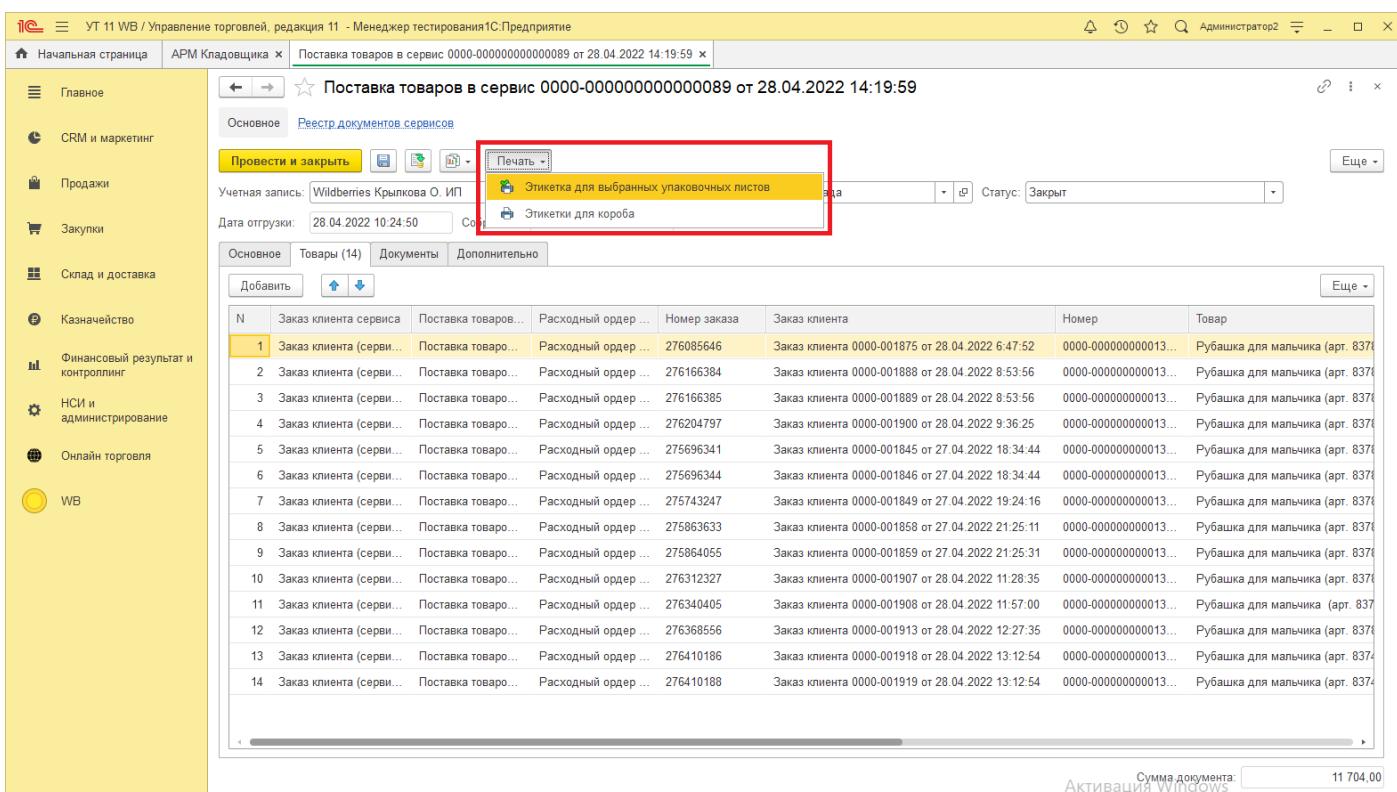 1С УТ 11 WB / Управление торговлей, редакция 11 - Менеджер тестирования1С:Предприятие Администратор2
Начальная страница АРМ Кладовщика × Поставка товаров в сервис 0000-000000000000089 от 28.04.2022 14:19:59 ×
Главное
CRM и маркетинг
Продажи
Закупки
Склад и доставка
Казначейство
Финансовый результат и
контроллинг
НСИ и
администрирование
Онлайн торговля
WB
Поставка товаров в сервис 0000-000000000000089 от 28.04.2022 14:19:59
Основное Реестр документов сервисов
Провести и закрыть Печать Еще
Учетная запись: Wildberries Крылкова О. ИП Статус: Закрыт
Этикетка для выбранных упаковочных листов
Этикетки для короба
Дата отгрузки: 28.04.2022 10:24:50
Основное Товары (14) Документы Дополнительно
Добавить Еще
N Заказ клиента сервиса Поставка товаров... Расходный ордер ... Номер заказа Заказ клиента Номер Товар
1 Заказ клиента (серви... Поставка товаро... Расходный ордер ... 276085646 Заказ клиента 0000-001875 от 28.04.2022 6:47:52 0000-000000000013... Рубашка для мальчика (арт. 8378
2 Заказ клиента (серви... Поставка товаро... Расходный ордер ... 276166384 Заказ клиента 0000-001888 от 28.04.2022 8:53:56 0000-000000000013... Рубашка для мальчика (арт. 8378
3 Заказ клиента (серви... Поставка товаро... Расходный ордер ... 276166385 Заказ клиента 0000-001889 от 28.04.2022 8:53:56 0000-000000000013... Рубашка для мальчика (арт. 8378
4 Заказ клиента (серви... Поставка товаро... Расходный ордер ... 276204797 Заказ клиента 0000-001900 от 28.04.2022 9:36:25 0000-000000000013... Рубашка для мальчика (арт. 8378
5 Заказ клиента (серви... Поставка товаро... Расходный ордер ... 275696341 Заказ клиента 0000-001845 от 27.04.2022 18:34:44 0000-000000000013... Рубашка для мальчика (арт. 8378
6 Заказ клиента (серви... Поставка товаро... Расходный ордер ... 275696344 Заказ клиента 0000-001846 от 27.04.2022 18:34:44 0000-000000000013... Рубашка для мальчика (арт. 8378
7 Заказ клиента (серви... Поставка товаро... Расходный ордер ... 275743247 Заказ клиента 0000-001849 от 27.04.2022 19:24:16 0000-000000000013... Рубашка для мальчика (арт. 8378
8 Заказ клиента (серви... Поставка товаро... Расходный ордер ... 275863633 Заказ клиента 0000-001858 от 27.04.2022 21:25:11 0000-000000000013... Рубашка для мальчика (арт. 8378
9 Заказ клиента (серви... Поставка товаро... Расходный ордер ... 275864055 Заказ клиента 0000-001859 от 27.04.2022 21:25:31 0000-000000000013... Рубашка для мальчика (арт. 8378
10 Заказ клиента (серви... Поставка товаро... Расходный ордер ... 276312327 Заказ клиента 0000-001907 от 28.04.2022 11:28:35 0000-000000000013... Рубашка для мальчика (арт. 8378
11 Заказ клиента (серви... Поставка товаро... Расходный ордер ... 276340405 Заказ клиента 0000-001908 от 28.04.2022 11:57:00 0000-000000000013... Рубашка для мальчика (арт. 837
12 Заказ клиента (серви... Поставка товаро... Расходный ордер ... 276368556 Заказ клиента 0000-001913 от 28.04.2022 12:27:35 0000-000000000013... Рубашка для мальчика (арт. 8378
13 Заказ клиента (серви... Поставка товаро... Расходный ордер ... 276410186 Заказ клиента 0000-001918 от 28.04.2022 13:12:54 0000-000000000013... Рубашка для мальчика (арт. 8374
14 Заказ клиента (серви... Поставка товаро... Расходный ордер ... 276410188 Заказ клиента 0000-001919 от 28.04.2022 13:12:54 0000-000000000013... Рубашка для мальчика (арт. 8374
Сумма документа: 11 704,00
Активация Windows